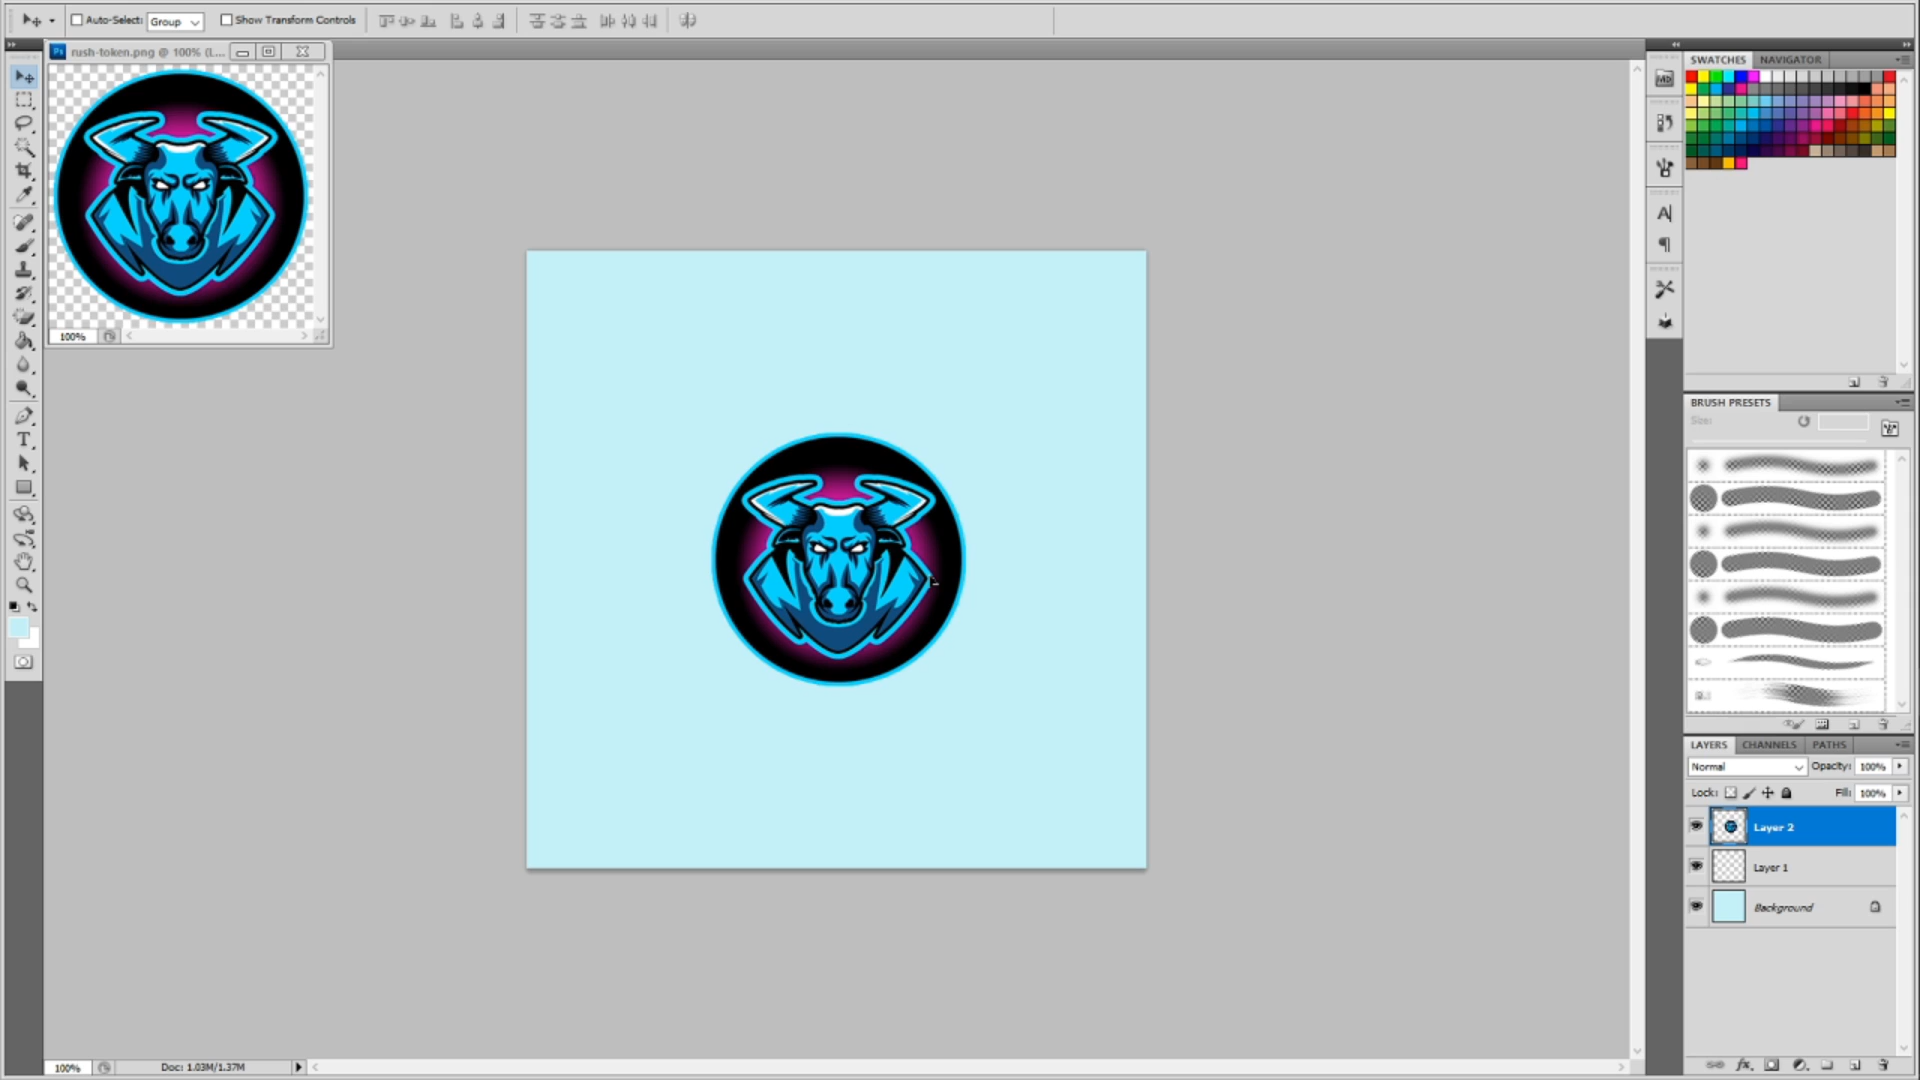 Auto-Select: Group Show Transform Controls
rush-token.png @ 100% (L...
100%
SWATCHES NAVIGATOR
BRUSH PRESETS
Size:
LAYERS CHANNELS PATHS
Normal Opacity: 100%
Lock: Fill: 100%
Layer 2
Layer 1
Background
100% Doc: 1.03M/1.37M